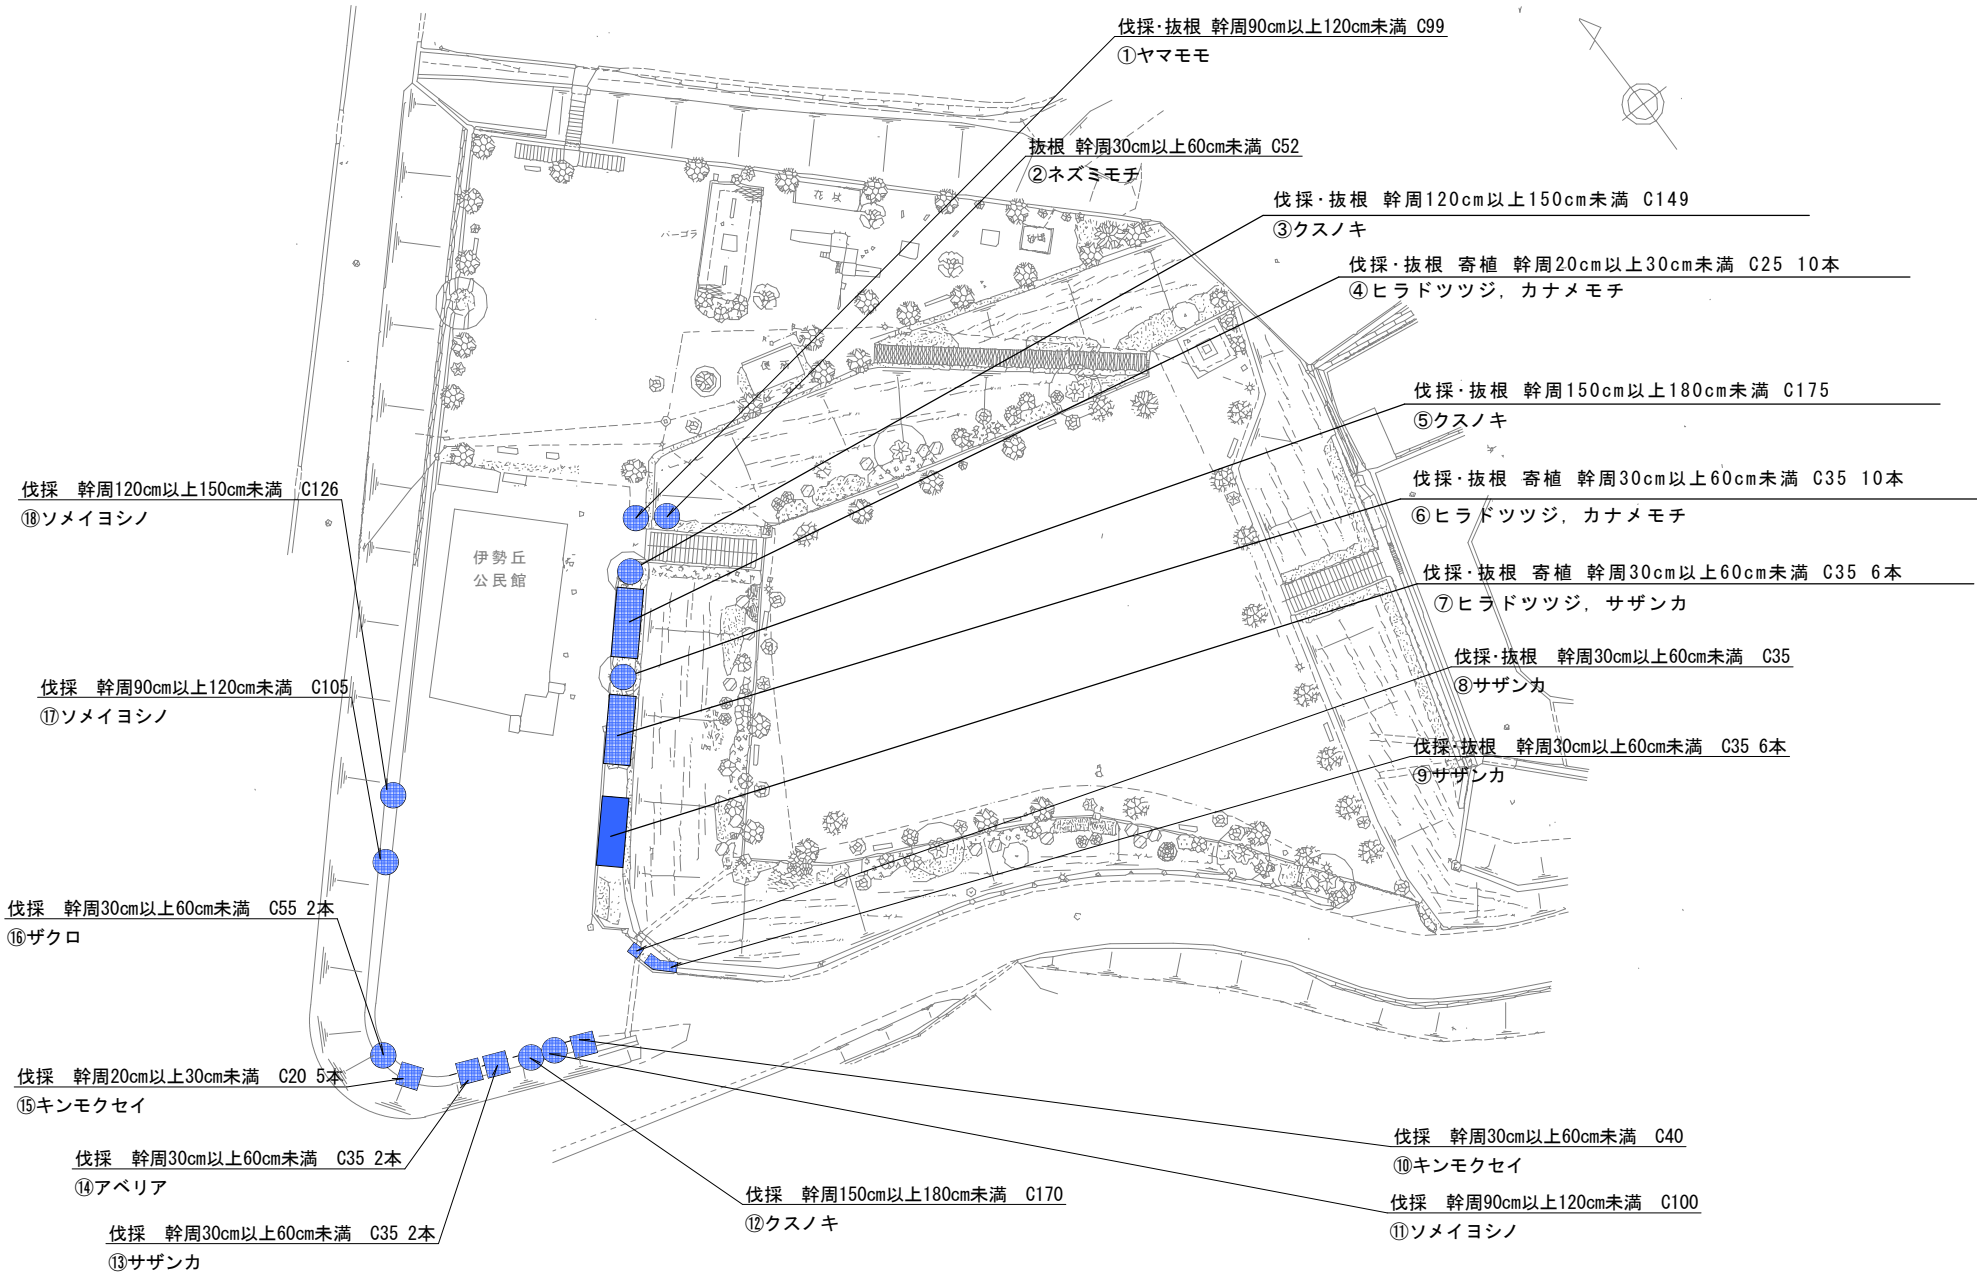 伐採・抜根 幹周90cm以上120cm未満 C99
①ヤマモモ
抜根 幹周30cm以上60cm未満 C52
②ネズミモチ
伐採・抜根 幹周120cm以上150cm未満 C149
③クスノキ
伐採・抜根 寄植 幹周20cm以上30cm未満 C25 10本
④ヒラドツツジ, カナメモチ
伐採・抜根 幹周150cm以上180cm未満 C175
⑤クスノキ
伐採・抜根 寄植 幹周30cm以上60cm未満 C35 10本
⑥ヒラドツツジ, カナメモチ
伐採・抜根 寄植 幹周30cm以上60cm未満 C35 6本
⑦ヒラドツツジ, サザンカ
伐採・抜根 幹周30cm以上60cm未満 C35
⑧サザンカ
伐採・抜根 幹周30cm以上60cm未満 C35 6本
⑨サザンカ
伐採 幹周30cm以上60cm未満 C40
⑩キンモクセイ
伐採 幹周90cm以上120cm未満 C100
⑪ソメイヨシノ
伐採 幹周150cm以上180cm未満 C170
⑫クスノキ
伐採 幹周30cm以上60cm未満 C35 2本
⑬サザンカ
伐採 幹周30cm以上60cm未満 C35 2本
⑭アベリア
伐採 幹周20cm以上30cm未満 C20 5本
⑮キンモクセイ
伐採 幹周30cm以上60cm未満 C55 2本
⑯ザクロ
伐採 幹周90cm以上120cm未満 C105
⑰ソメイヨシノ
伐採 幹周120cm以上150cm未満 C126
⑱ソメイヨシノ
パーゴラ
伊勢丘
公民館